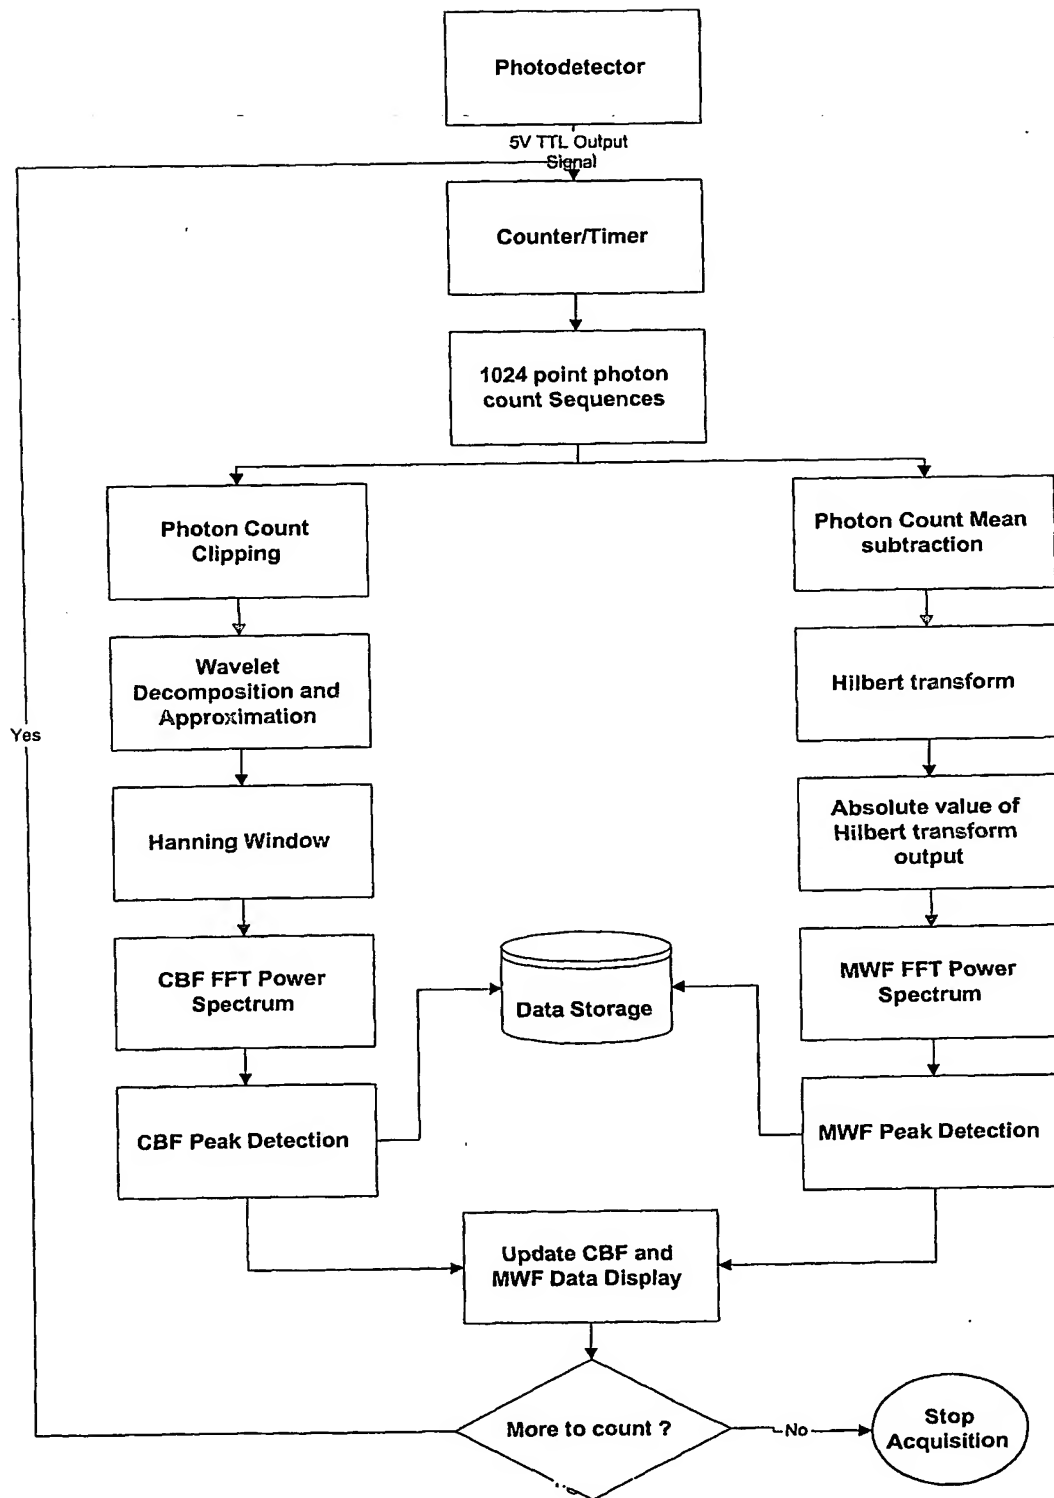 Photodetector
5V TTL Output
Signal
Counter/Timer
1024 point photon
count Sequences
Photon Count
Clipping
Photon Count Mean
subtraction
Wavelet
Decomposition and
Approximation
Hilbert transform
Yes
Hanning Window
Absolute value of
Hilbert transform
output
CBF FFT Power
Spectrum
Data Storage
MWF FFT Power
Spectrum
CBF Peak Detection
MWF Peak Detection
Update CBF and
MWF Data Display
More to count ?
No
Stop
Acquisition